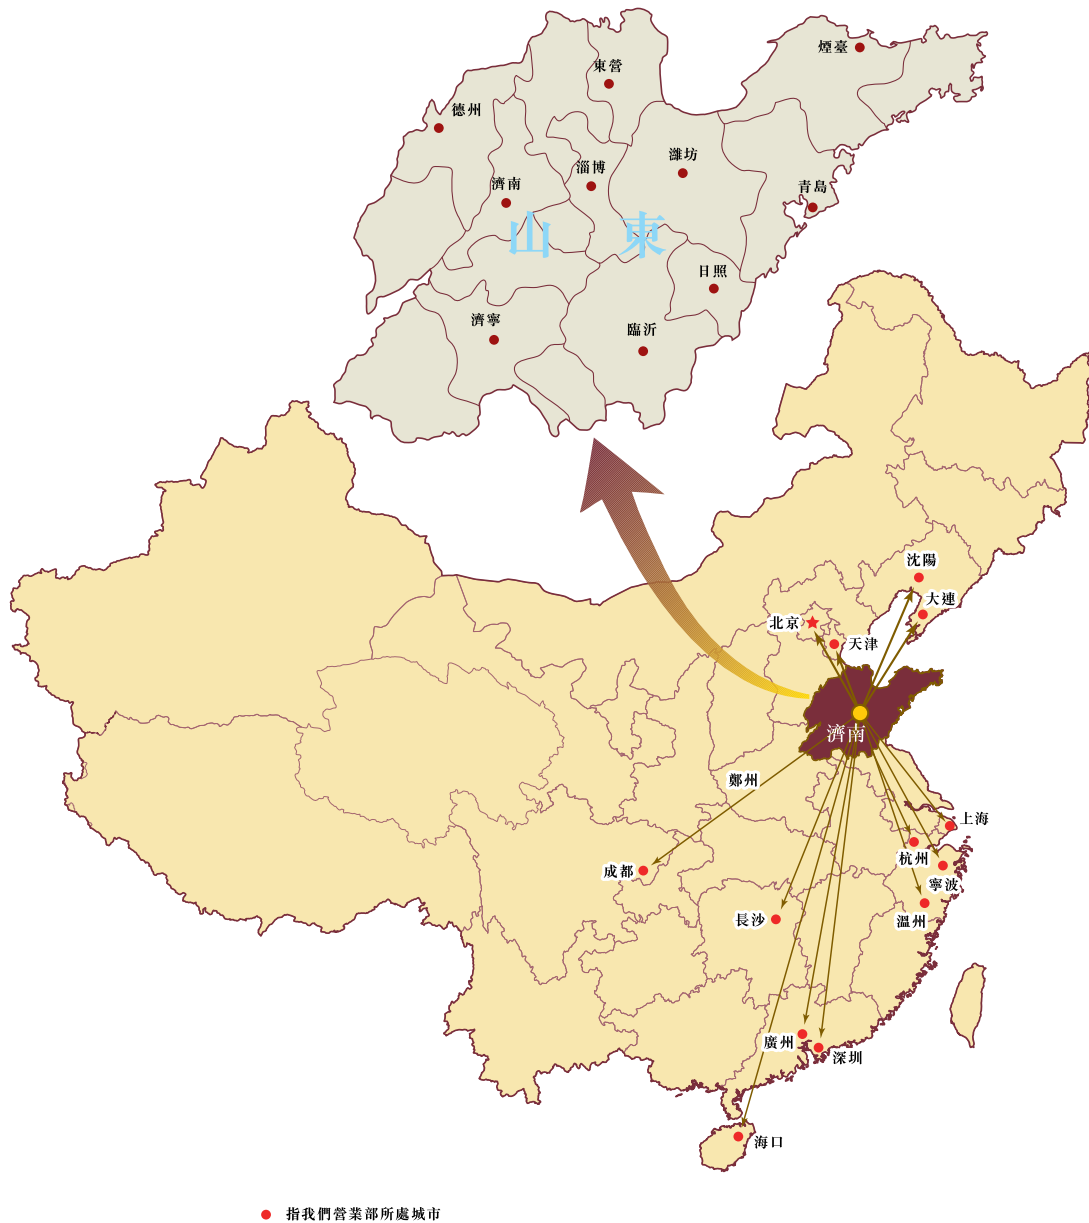 煙臺
東營
德州
濰坊
淄博
濟南
青島
山東
日照
濟寧
臨沂
沈陽
大連
北京
天津
濟南
鄭州
上海
杭州
成都
寧波
長沙
溫州
廣州
深圳
海口
指我們營業部所處城市